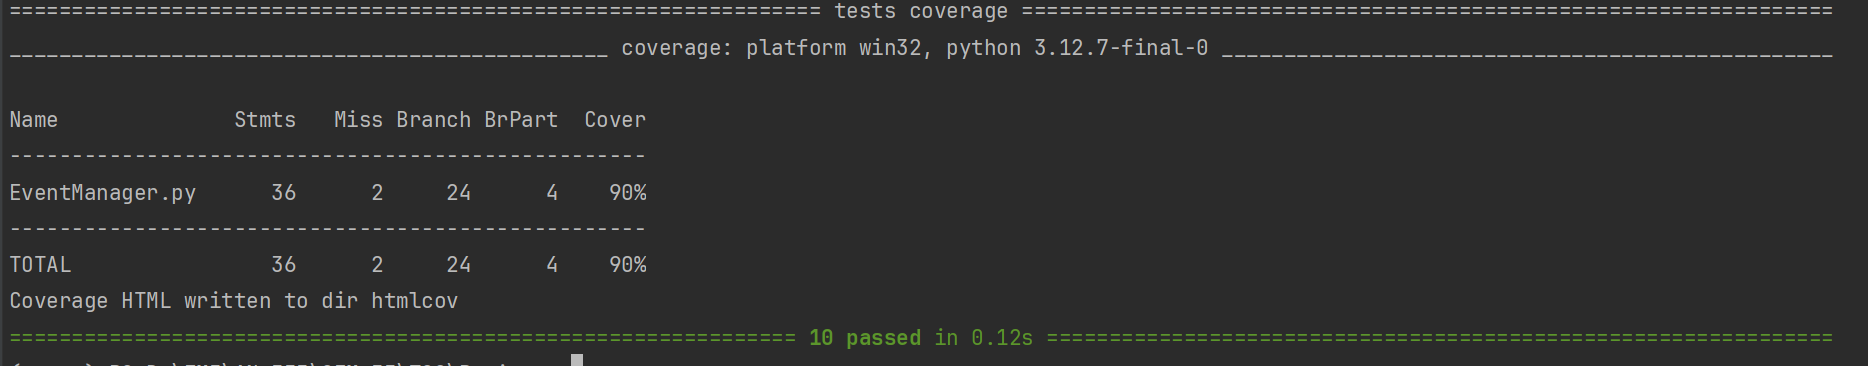 ================================================================= tests coverage =================================================================
________________________________________________ coverage: platform win32, python 3.12.7-final-0 _________________________________________________
Name              Stmts   Miss Branch BrPart  Cover
---------------------------------------------------
EventManager.py      36      2     24      4    90%
---------------------------------------------------
TOTAL                36      2     24      4    90%
Coverage HTML written to dir htmlcov
=============================================================== 10 passed in 0.12s ===============================================================